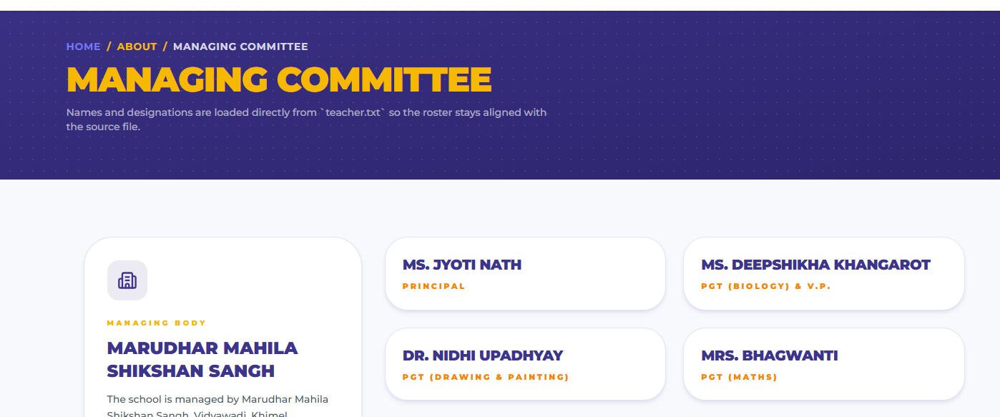 HOME / ABOUT / MANAGING COMMITTEE
MANAGING COMMITTEE
Names and designations are loaded directly from `teacher.txt` so the roster stays aligned with
the source file.
MANAGING BODY
MARUDHAR MAHILA
SHIKSHAN SANGH
The school is managed by Marudhar Mahila
Shikshan Sangh, Vidyawadi, Khimel
MS. JYOTI NATH
PRINCIPAL
MS. DEEPSHIKHA KHANGAROT
PGT (BIOLOGY) & V.P.
DR. NIDHI UPADHYAY
PGT (DRAWING & PAINTING)
MRS. BHAGWANTI
PGT (MATHS)